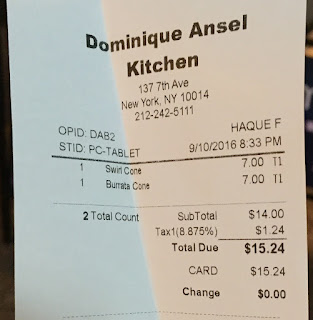 Dominique Ansel
Kitchen
137 7th Ave
New York, NY 10014
212-242-5111
OPID: DAB2 HAQUE F
STID: PC-TABLET 9/10/2016 8:33 PM
1 Swirl Cone 7.00 T1
1 Burrata Cone 7.00 T1
2 Total Count SubTotal $14.00
Tax1(8.875%) $1.24
Total Due $15.24
CARD $15.24
Change $0.00